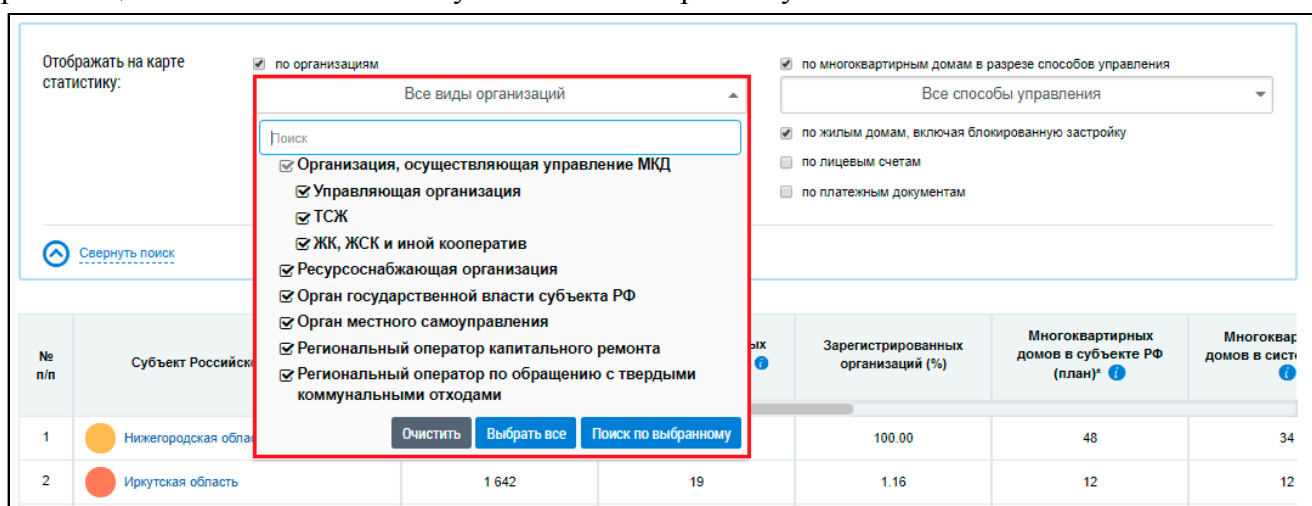 Отображать на карте
статистику:
по организациям
Все виды организаций
Поиск
Организация, осуществляющая управление МКД
Управляющая организация
ТСЖ
ЖК, ЖСК и иной кооператив
Ресурсоснабжающая организация
Орган государственной власти субъекта РФ
Орган местного самоуправления
Региональный оператор капитального ремонта
Региональный оператор по обращению с твердыми
коммунальными отходами
Очистить Выбрать все Поиск по выбранному
по многоквартирным домам в разрезе способов управления
Все способы управления
по жилым домам, включая блокированную застройку
по лицевым счетам
по платежным документам
Свернуть поиск
№
п/п
Субъект Российск
ых
Зарегистрированных
организаций (%)
Многоквартирных
домов в субъекте РФ
(план)*
Многоквар
домов в сист
1 Нижегородская обла 100.00 48 34
2 Иркутская область 1 642 19 1.16 12 12